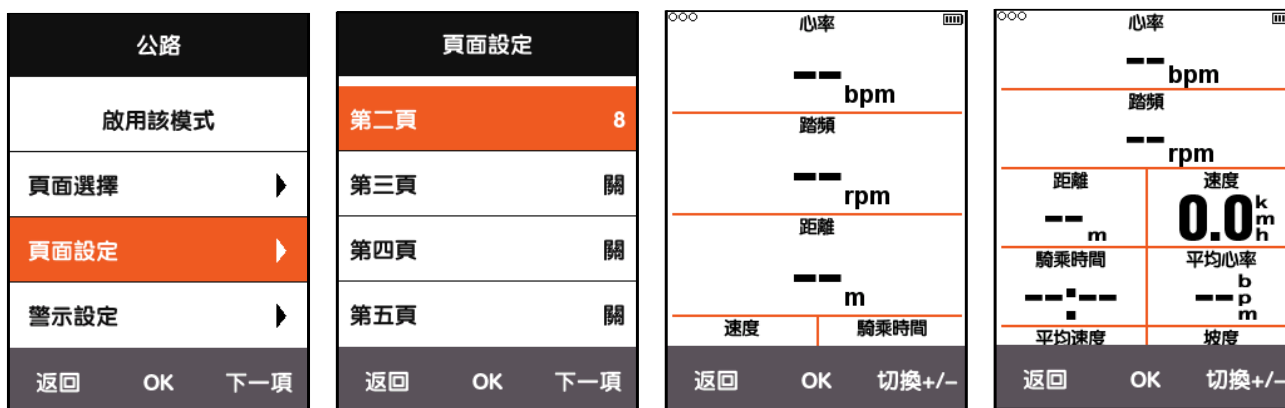 公路
啟用該模式
頁面選擇
頁面設定
警示設定
返回 OK 下一項
頁面設定
第二頁 8
第三頁 關
第四頁 關
第五頁 關
返回 OK 下一項
心率
-- bpm
踏頻
-- rpm
距離
-- m
速度 騎乘時間
返回 OK 切換+/-
心率
-- bpm
踏頻
-- rpm
距離 速度
-- m 0.0 kmh
騎乘時間 平均心率
--:-- -- bpm
平均速度 坡度
返回 OK 切換+/-